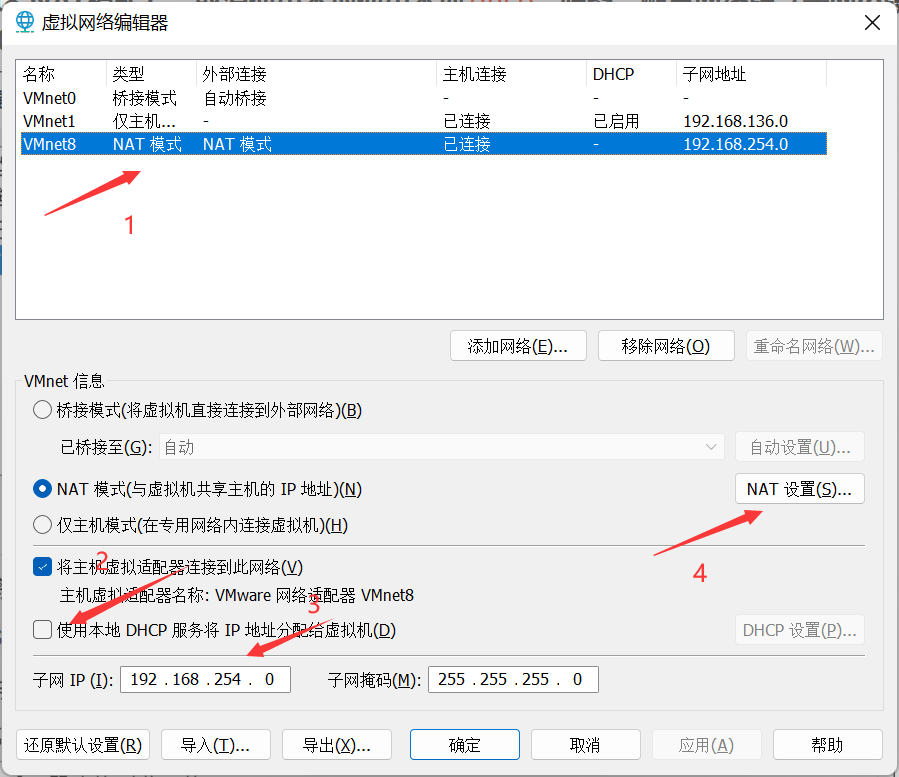 虚拟网络编辑器
名称 类型 外部连接 主机连接 DHCP 子网地址
VMnet0 桥接模式 自动桥接 - - -
VMnet1 仅主机... - 已连接 已启用 192.168.136.0
VMnet8 NAT 模式 NAT 模式 已连接 - 192.168.254.0
1
添加网络(E)... 移除网络(O) 重命名网络(W)...
VMnet 信息
桥接模式(将虚拟机直接连接到外部网络)(B)
已桥接至(G): 自动 自动设置(U)...
NAT 模式(与虚拟机共享主机的 IP 地址)(N) NAT 设置(S)...
仅主机模式(在专用网络内连接虚拟机)(H)
2
将主机虚拟适配器连接到此网络(V)
4
主机虚拟适配器名称: VMware 网络适配器 VMnet8
3
使用本地 DHCP 服务将 IP 地址分配给虚拟机(D) DHCP 设置(P)...
子网 IP (I): 192 . 168 . 254 . 0 子网掩码(M): 255 . 255 . 255 . 0
还原默认设置(R) 导入(T)... 导出(X)... 确定 取消 应用(A) 帮助